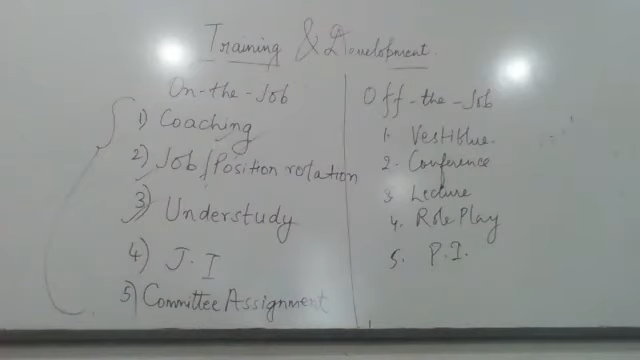 Training & Development.
On-the-Job
1) Coaching
2) Job/Position rotation
3) Understudy
4) J.I
5) Committee Assignment
Off-the-Job
1. Vestiblue.
2. Conference
3 Lecture
4. Role Play
5. P.I.